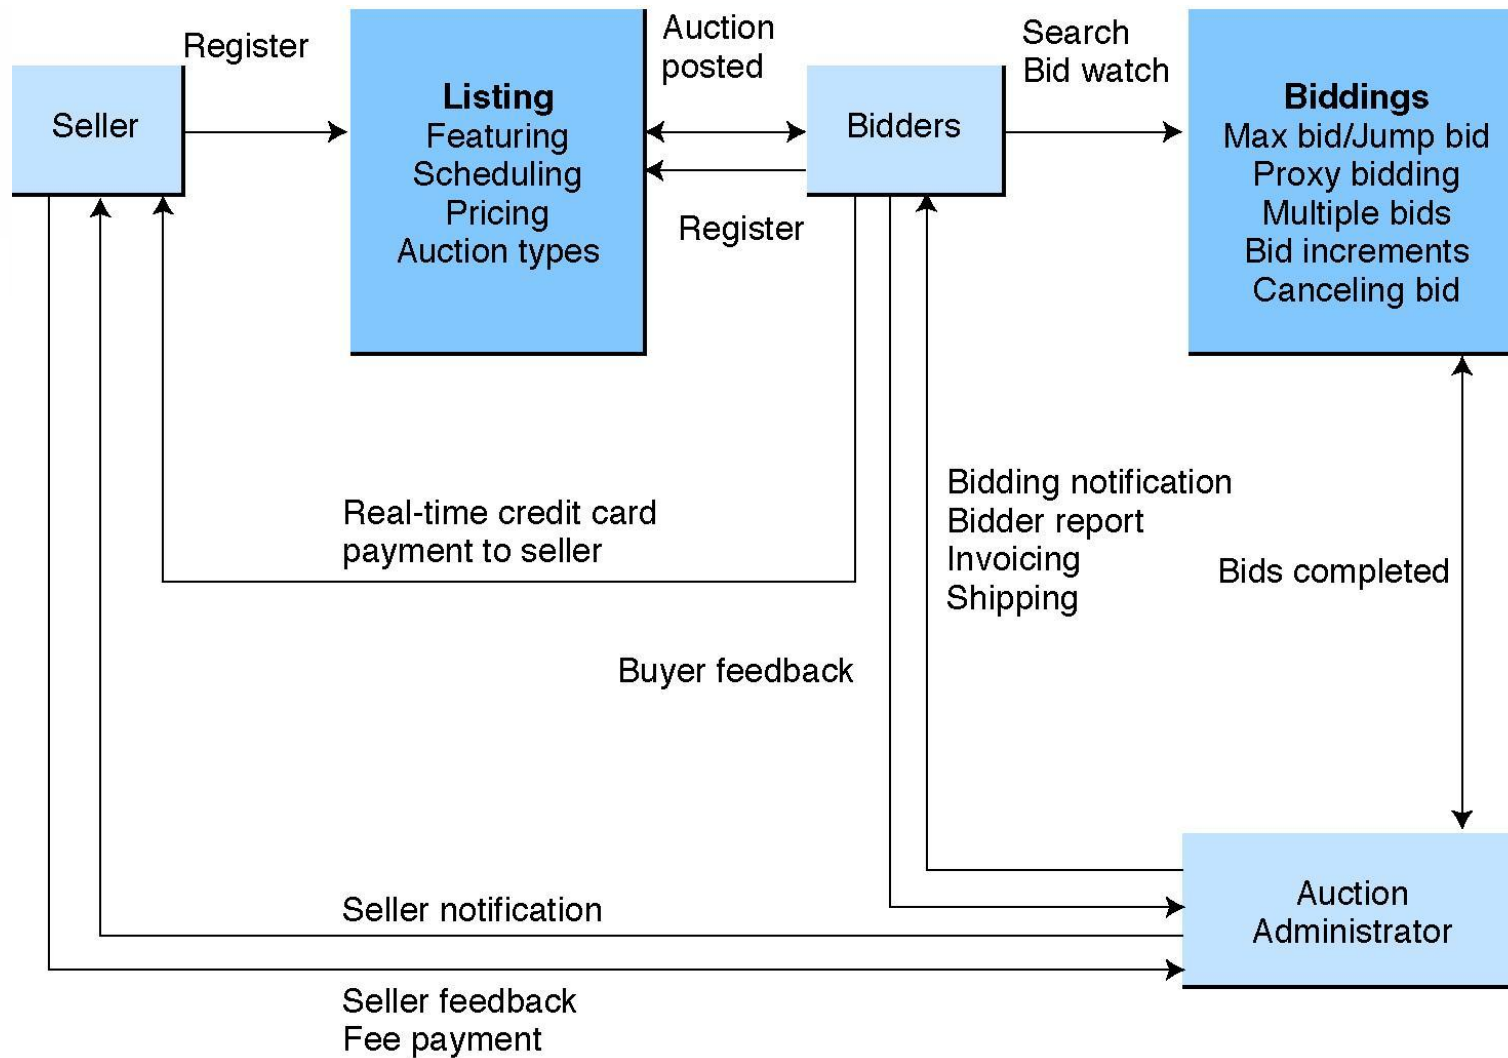 Register
Seller
Listing
Featuring
Scheduling
Pricing
Auction types
Auction
posted
Register
Bidders
Search
Bid watch
Biddings
Max bid/Jump bid
Proxy bidding
Multiple bids
Bid increments
Canceling bid
Real-time credit card
payment to seller
Bidding notification
Bidder report
Invoicing
Shipping
Bids completed
Buyer feedback
Seller notification
Auction
Administrator
Seller feedback
Fee payment